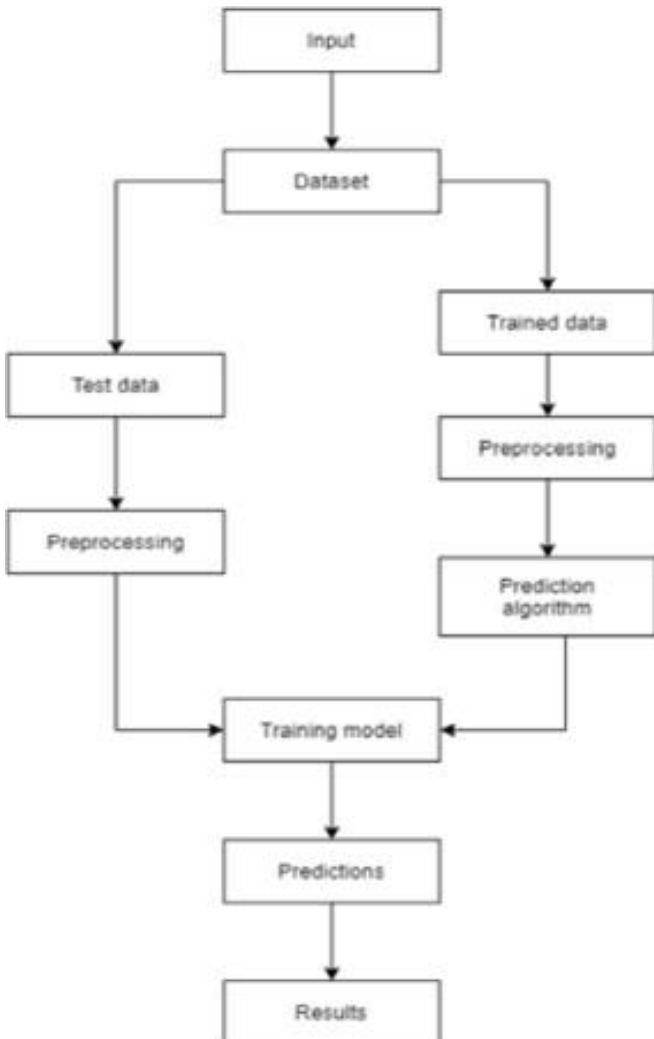 Input
Dataset
Trained data
Test data
Preprocessing
Preprocessing
Prediction
algorithm
Training model
Predictions
Results